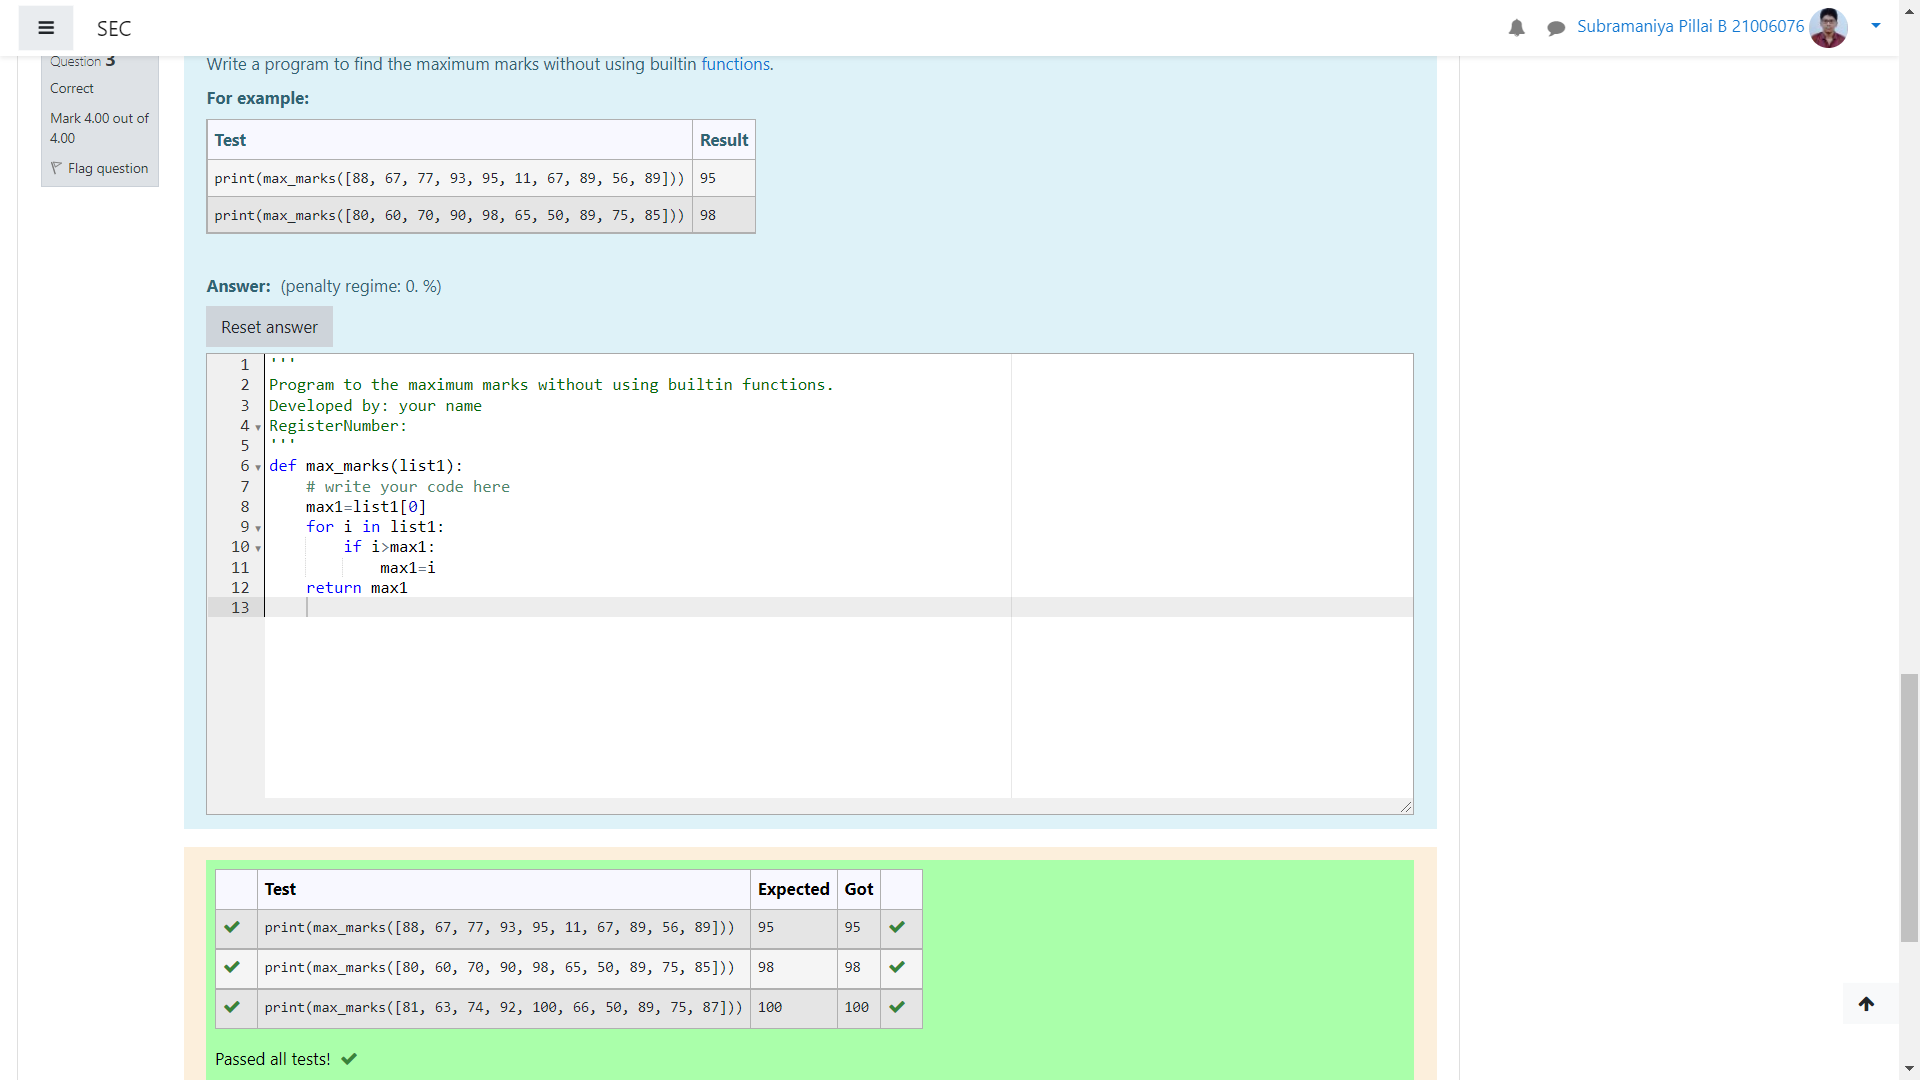 SEC
Subramaniya Pillai B 21006076
Question 3
Correct
Mark 4.00 out of
4.00
Flag question
Write a program to find the maximum marks without using builtin functions.
For example:
Test Result
print(max_marks([88, 67, 77, 93, 95, 11, 67, 89, 56, 89])) 95
print(max_marks([80, 60, 70, 90, 98, 65, 50, 89, 75, 85])) 98
Answer: (penalty regime: 0. %)
Reset answer
1 '''
2 Program to the maximum marks without using builtin functions.
3 Developed by: your name
4 RegisterNumber:
5 '''
6 def max_marks(list1):
7     # write your code here
8     max1=list1[0]
9     for i in list1:
10         if i>max1:
11             max1=i
12     return max1
13
Test Expected Got
print(max_marks([88, 67, 77, 93, 95, 11, 67, 89, 56, 89])) 95 95
print(max_marks([80, 60, 70, 90, 98, 65, 50, 89, 75, 85])) 98 98
print(max_marks([81, 63, 74, 92, 100, 66, 50, 89, 75, 87])) 100 100
Passed all tests!